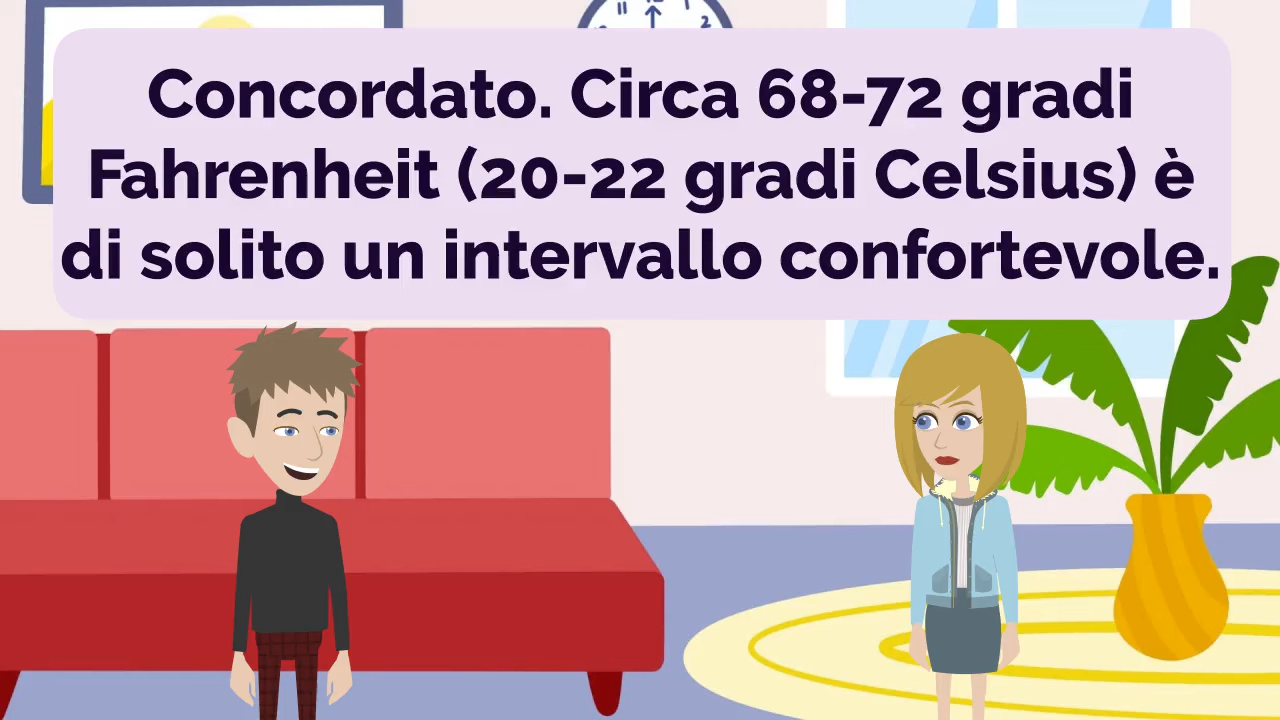 Concordato. Circa 68-72 gradi
Fahrenheit (20-22 gradi Celsius) è
di solito un intervallo confortevole.